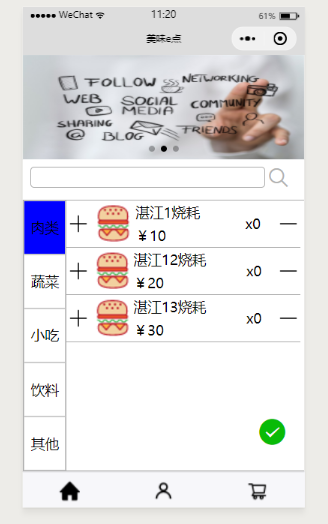 WeChat 11:20 61%
美味e点
FOLLOW NETWORKING
WEB SOCIAL MEDIA COMMUNITY
SHARING BLOG FRIENDS
肉类
湛江1烧耗
￥10
x0
蔬菜
湛江12烧耗
￥20
x0
小吃
湛江13烧耗
￥30
x0
饮料
其他